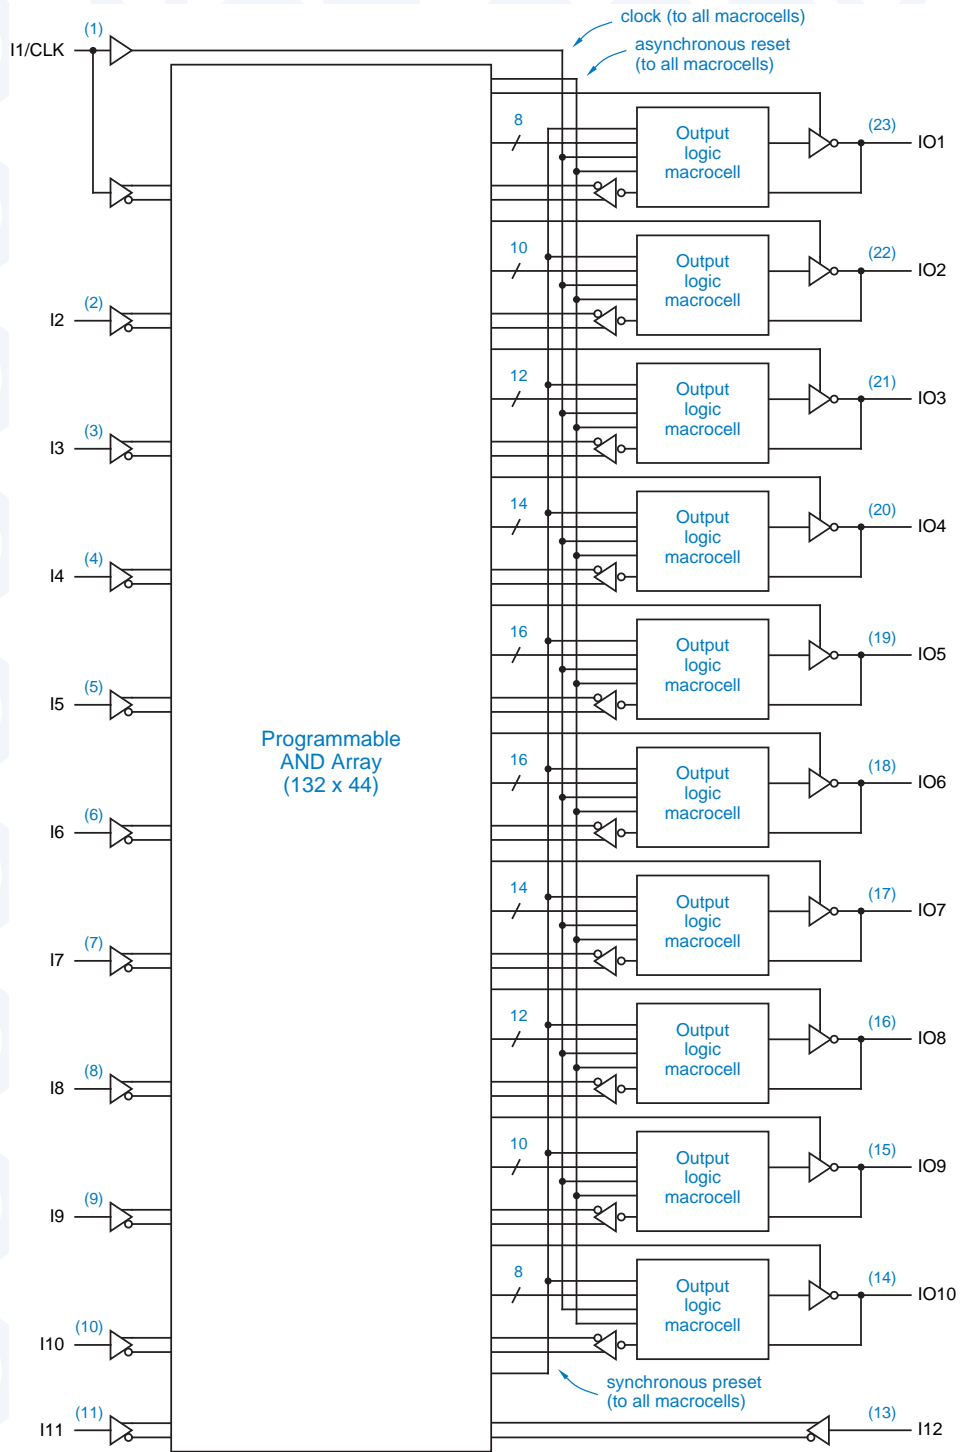 clock (to all macrocells)
(1)
I1/CLK
asynchronous reset
(to all macrocells)
8
Output
logic
macrocell
(23)
IO1
10
Output
logic
macrocell
(22)
IO2
(2)
I2
12
Output
logic
macrocell
(21)
IO3
(3)
I3
14
Output
logic
macrocell
(20)
IO4
(4)
I4
16
Output
logic
macrocell
(19)
IO5
(5)
I5
Programmable
AND Array
(132 x 44)
16
Output
logic
macrocell
(18)
IO6
(6)
I6
14
Output
logic
macrocell
(17)
IO7
(7)
I7
12
Output
logic
macrocell
(16)
IO8
(8)
I8
10
Output
logic
macrocell
(15)
IO9
(9)
I9
8
Output
logic
macrocell
(14)
IO10
(10)
I10
synchronous preset
(to all macrocells)
(11)
I11
(13)
I12